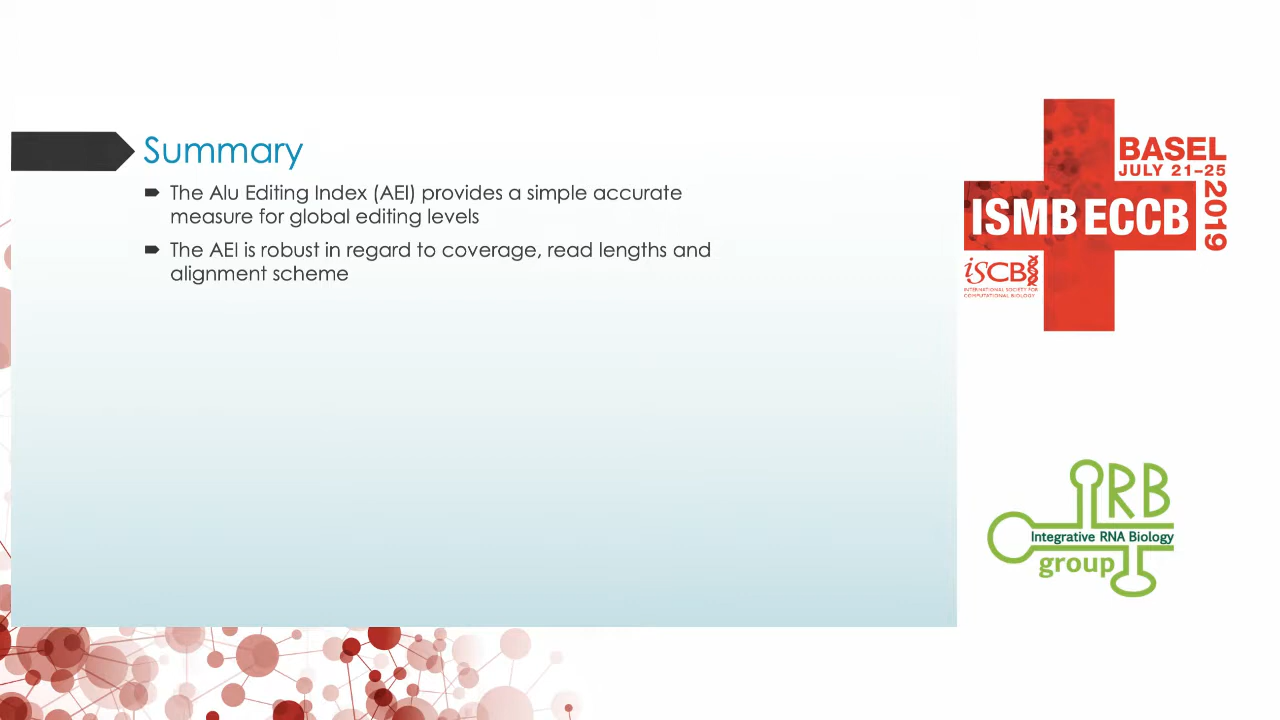 Summary
The Alu Editing Index (AEI) provides a simple accurate
measure for global editing levels
The AEI is robust in regard to coverage, read lengths and
alignment scheme
BASEL
JULY 21–25
2019
ISMB ECCB
iSCB
INTERNATIONAL SOCIETY FOR
COMPUTATIONAL BIOLOGY
IRB
Integrative RNA Biology
group